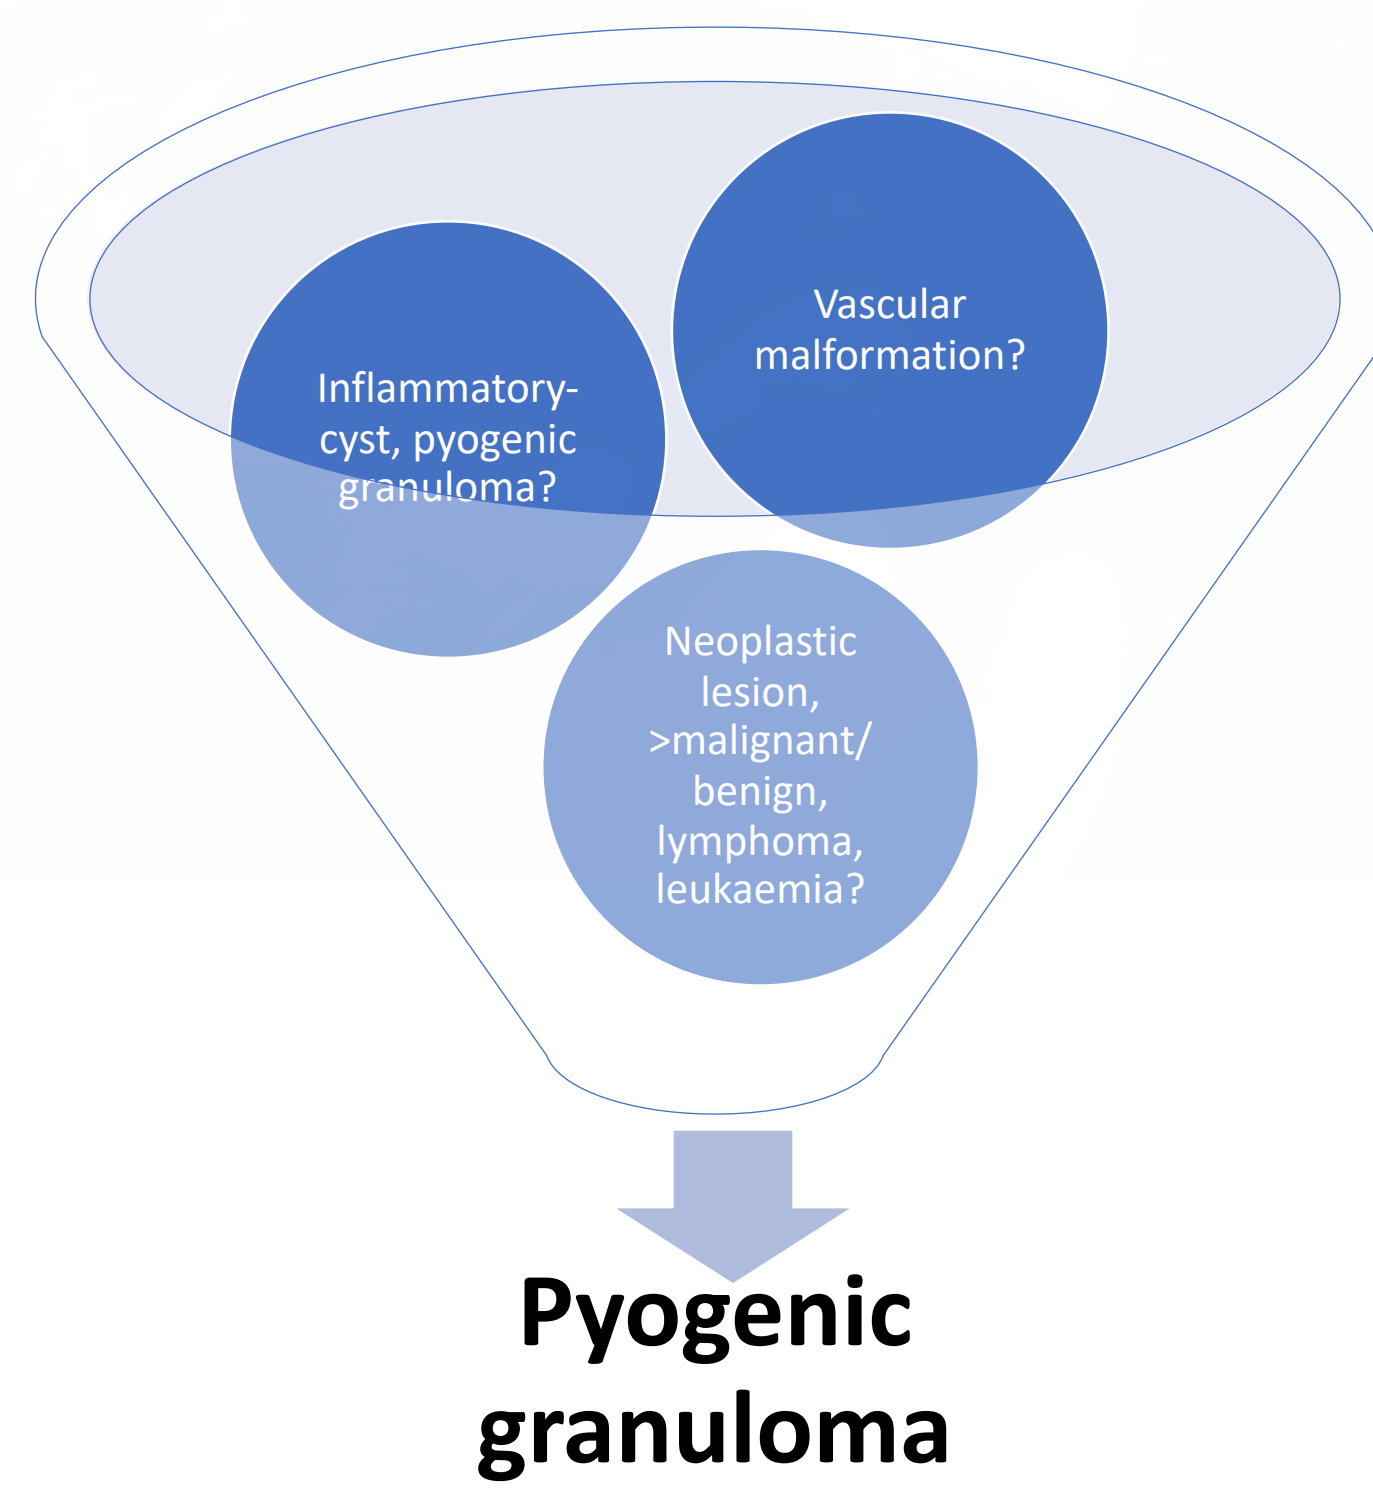 Vascular
malformation?
Inflammatory-
cyst, pyogenic
granuloma?
Neoplastic
lesion,
>malignant/
benign,
lymphoma,
leukaemia?
Pyogenic
granuloma